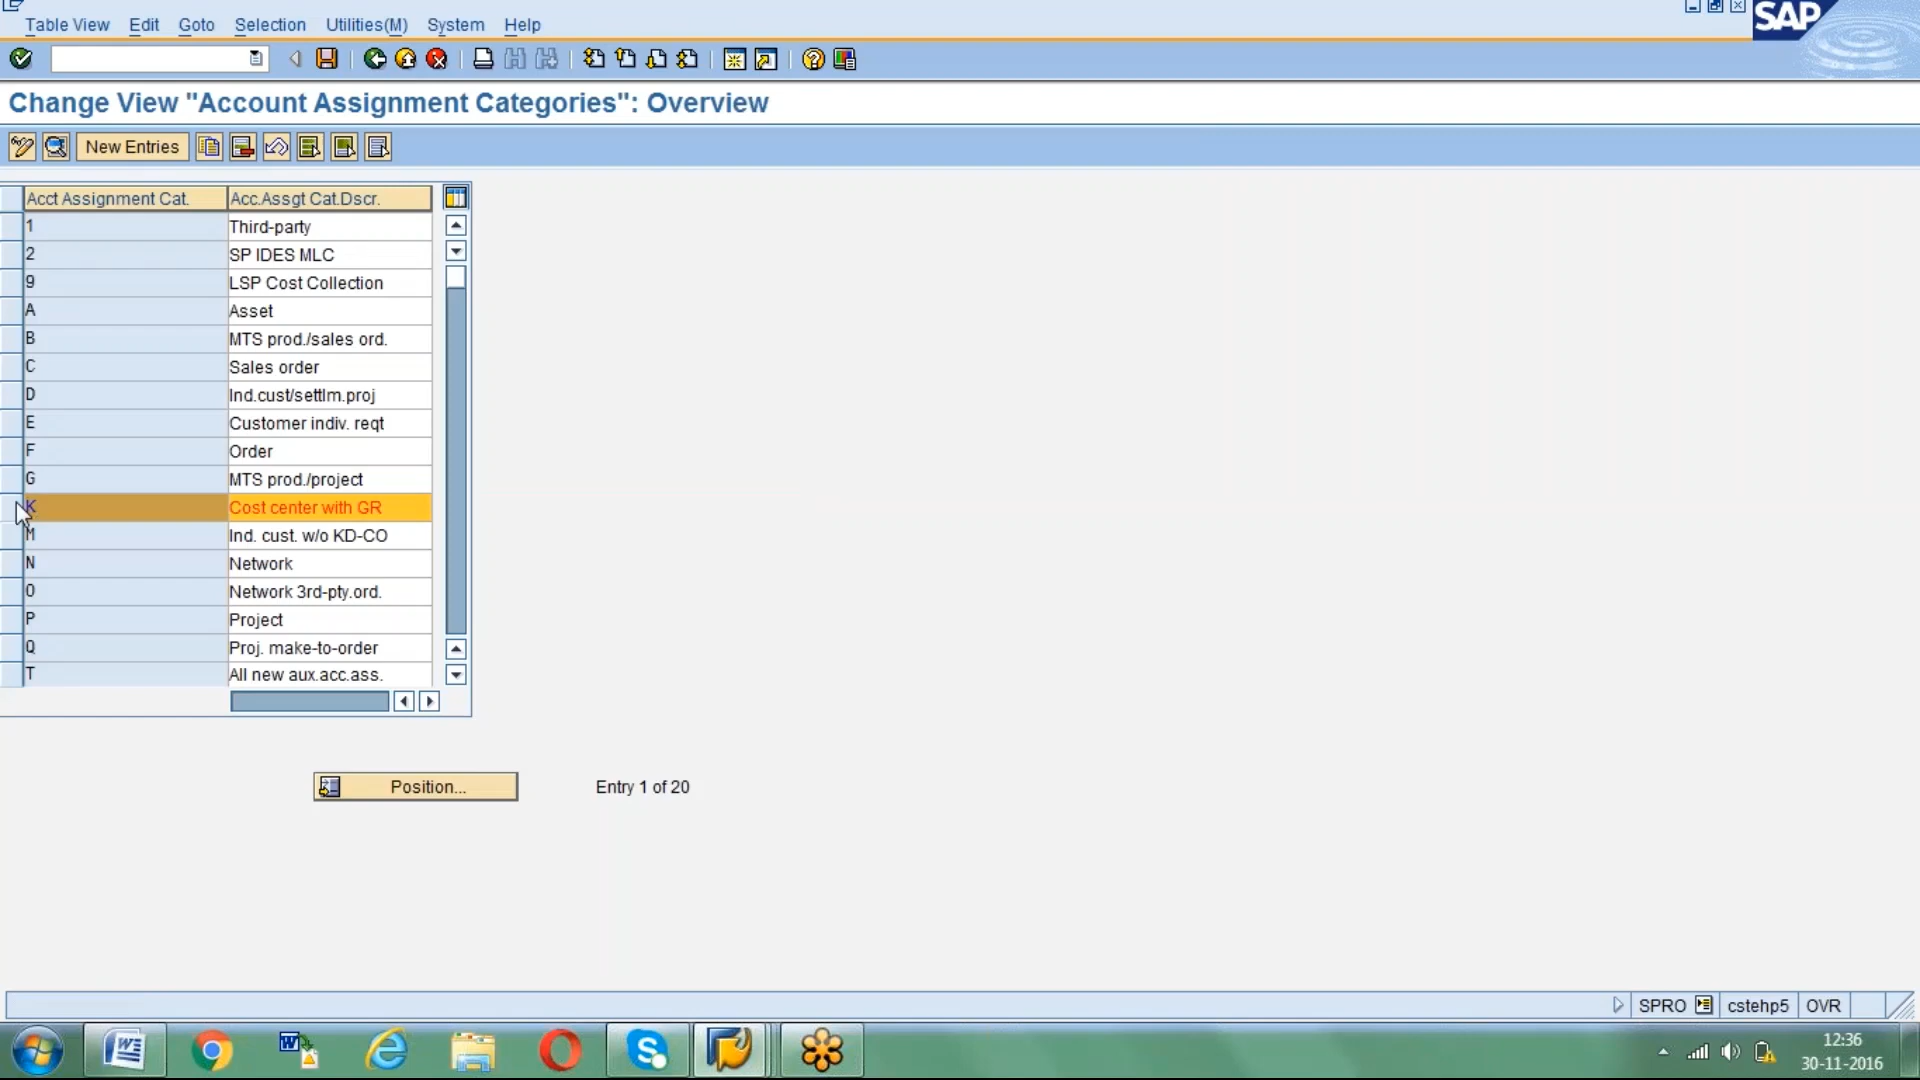 Table View Edit Goto Selection Utilities(M) System Help
SAP
Change View "Account Assignment Categories": Overview
New Entries
Acct Assignment Cat. Acc.Assgt Cat.Dscr.
1 Third-party
2 SP IDES MLC
9 LSP Cost Collection
A Asset
B MTS prod./sales ord.
C Sales order
D Ind.cust/settlm.proj
E Customer indiv. reqt
F Order
G MTS prod./project
K Cost center with GR
M Ind. cust. w/o KD-CO
N Network
O Network 3rd-pty.ord.
P Project
Q Proj. make-to-order
T All new aux.acc.ass.
Position... Entry 1 of 20
SPRO cstehp5 OVR
12:36
30-11-2016